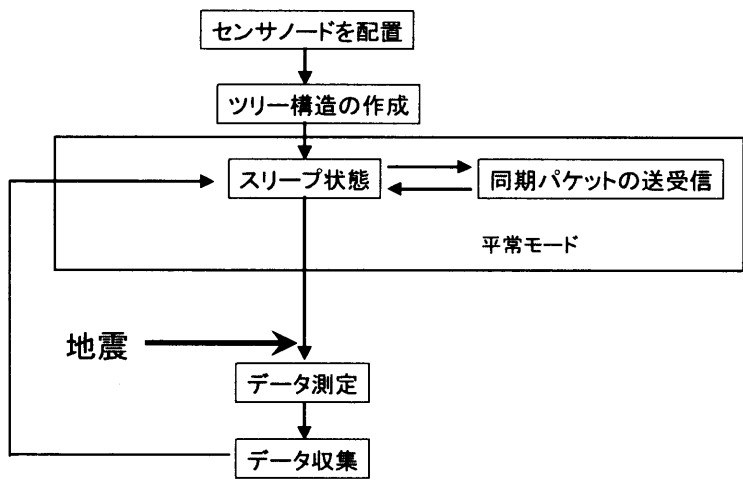 センサノードを配置
ツリー構造の作成
スリープ状態
同期パケットの送受信
平常モード
地震
データ測定
データ収集